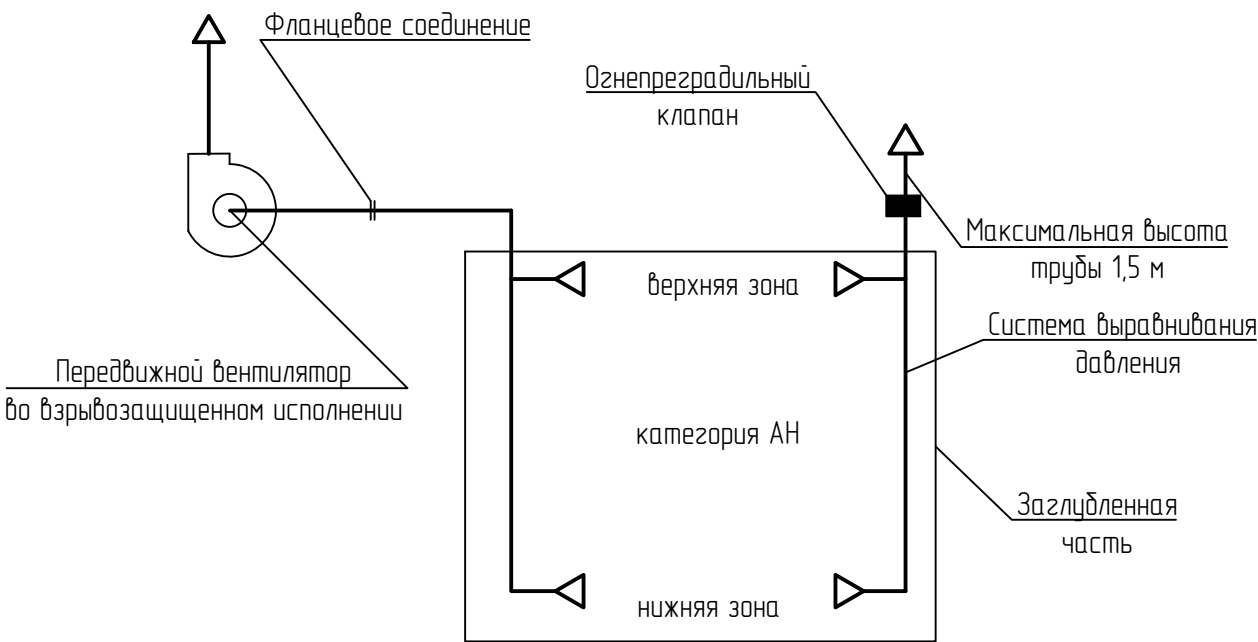 Фланцевое соединение
Огнепреградильный
клапан
Максимальная высота
трубы 1,5 м
верхняя зона
Система выравнивания
давления
Передвижной вентилятор
во взрывозащищенном исполнении
категория АН
Заглубленная
часть
нижняя зона